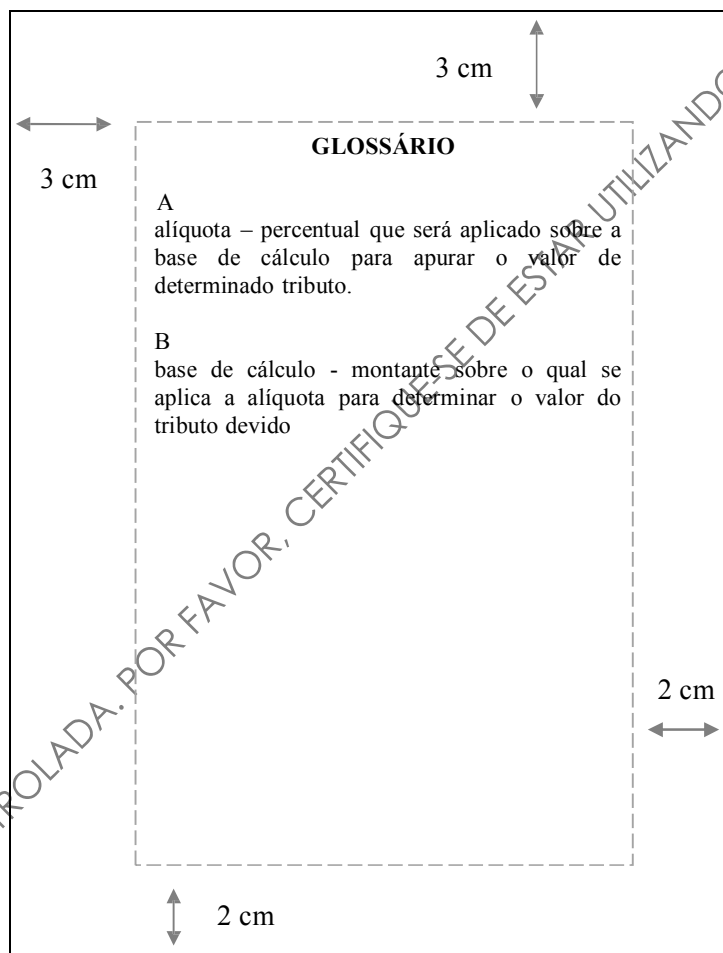 3 cm
3 cm
GLOSSÁRIO
A
alíquota – percentual que será aplicado sobre a
base de cálculo para apurar o valor de
determinado tributo.
B
base de cálculo - montante sobre o qual se
aplica a alíquota para determinar o valor do
tributo devido
2 cm
2 cm
TROLADA. POR FAVOR, CERTIFIQUE-SE DE ESTAR UTILIZANDO